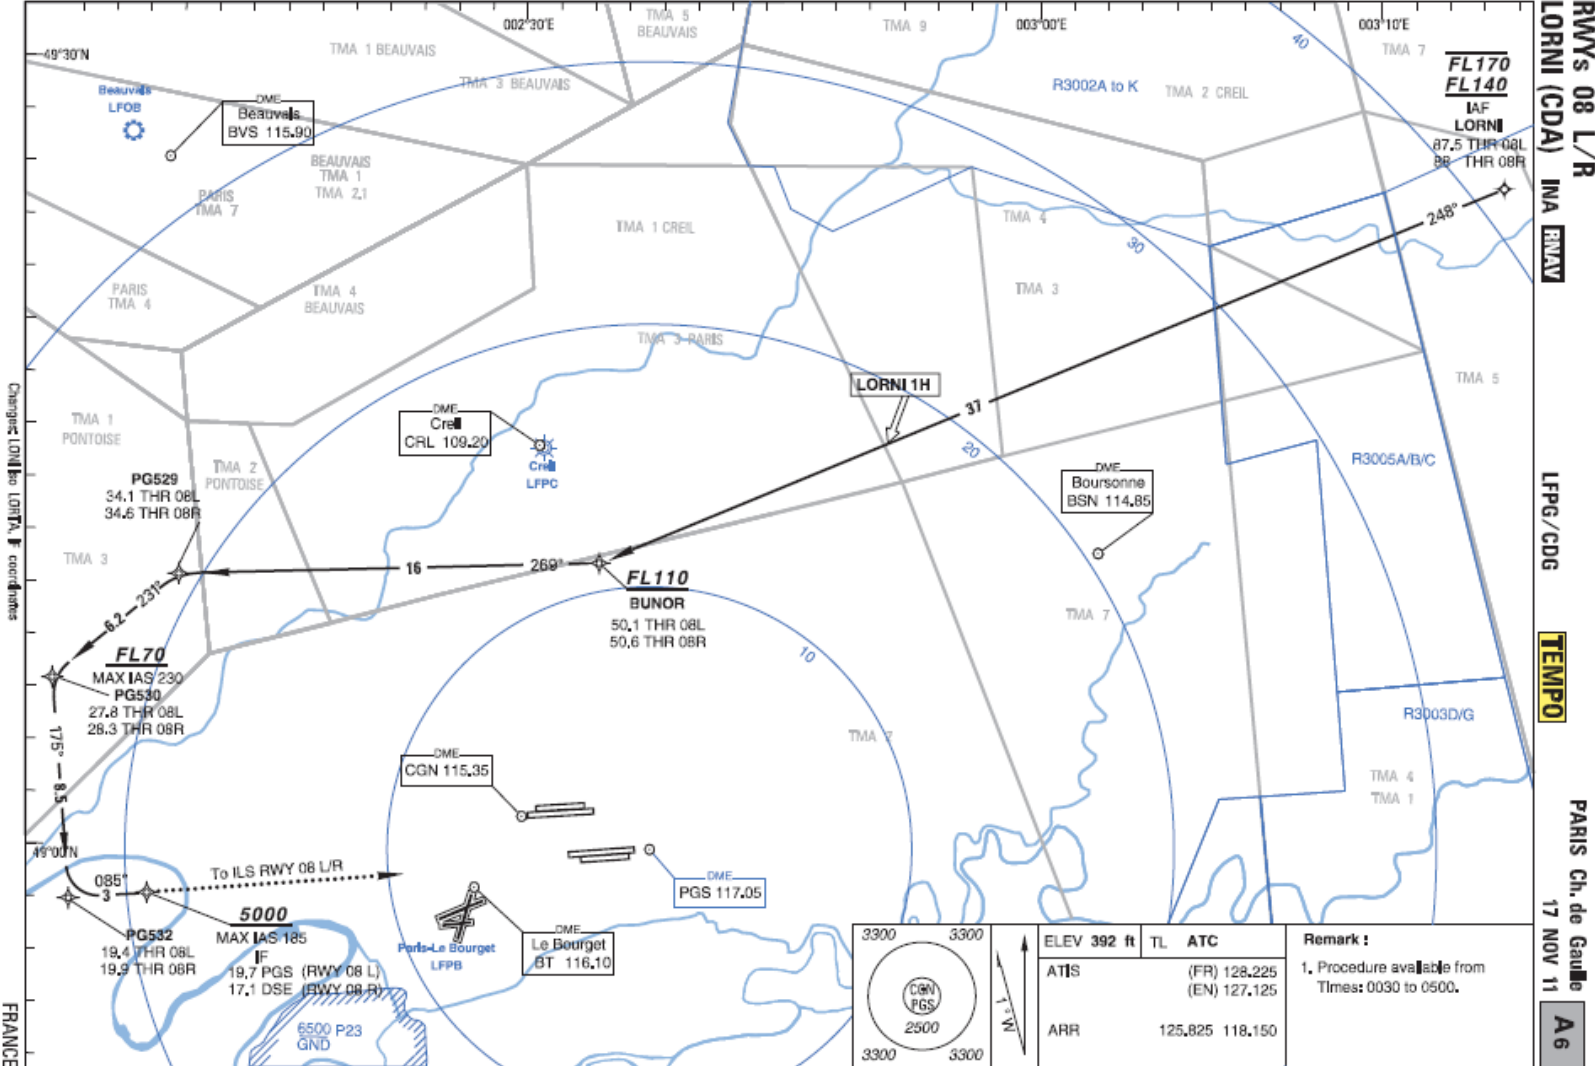 002°30'E
003°00'E
003°10'E
49°30'N
TMA 1 BEAUVAIS
TMA 5
BEAUVAIS
TMA 9
TMA 3 BEAUVAIS
40
TMA 7
R3002A to K
TMA 2 CREIL
FL170
FL140
IAF
LORNI
87.5 THR 08L
88 THR 08R
Beauvais
LFOB
DME
Beauvais
BVS 115.90
BEAUVAIS
TMA 1
TMA 2.1
PARIS
TMA 7
TMA 1 CREIL
TMA 4
248°
30
PARIS
TMA 4
TMA 4
BEAUVAIS
TMA 3
TMA 3 PARIS
LORNI 1H
37
TMA 5
TMA 1
PONTOISE
DME
Creil
CRL 109.20
Creil
LFPC
20
R3005A/B/C
TMA 2
PONTOISE
PG529
34.1 THR 08L
34.6 THR 08R
DME
Boursonne
BSN 114.85
TMA 3
16
269°
FL110
BUNOR
50.1 THR 08L
50.6 THR 08R
6.2
231°
TMA 7
10
FL70
MAX IAS 230
PG530
27.8 THR 08L
28.3 THR 08R
R3003D/G
175°
8.5
TMA 7
DME
CGN 115.35
TMA 4
TMA 1
49°00'N
085°
3
To ILS RWY 08 L/R
DME
PGS 117.05
PG532
19.4 THR 08L
19.9 THR 08R
5000
MAX IAS 185
IF
19.7 PGS (RWY 08 L)
17.1 DSE (RWY 08 R)
Paris-Le Bourget
LFPB
DME
Le Bourget
BT 116.10
6500 P23
GND
3300 3300
CGN
PGS
2500
3300 3300
1° W
ELEV 392 ft TL ATC
ATIS (FR) 128.225
(EN) 127.125
ARR 125.825 118.150
Remark :
1. Procedure available from
Times: 0030 to 0500.
RWYs 08 L/R
LORNI (CDA) INA RNAV
LFPG/CDG
TEMPO
PARIS Ch. de Gaulle
17 NOV 11
A 6
Changes: LORNI iso LORTA, IF coordinates
FRANCE